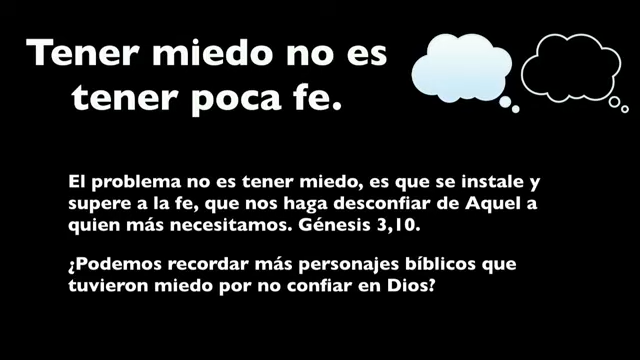 Tener miedo no es
tener poca fe.
El problema no es tener miedo, es que se instale y
supere a la fe, que nos haga desconfiar de Aquel a
quien más necesitamos. Génesis 3,10.
¿Podemos recordar más personajes bíblicos que
tuvieron miedo por no confiar en Dios?